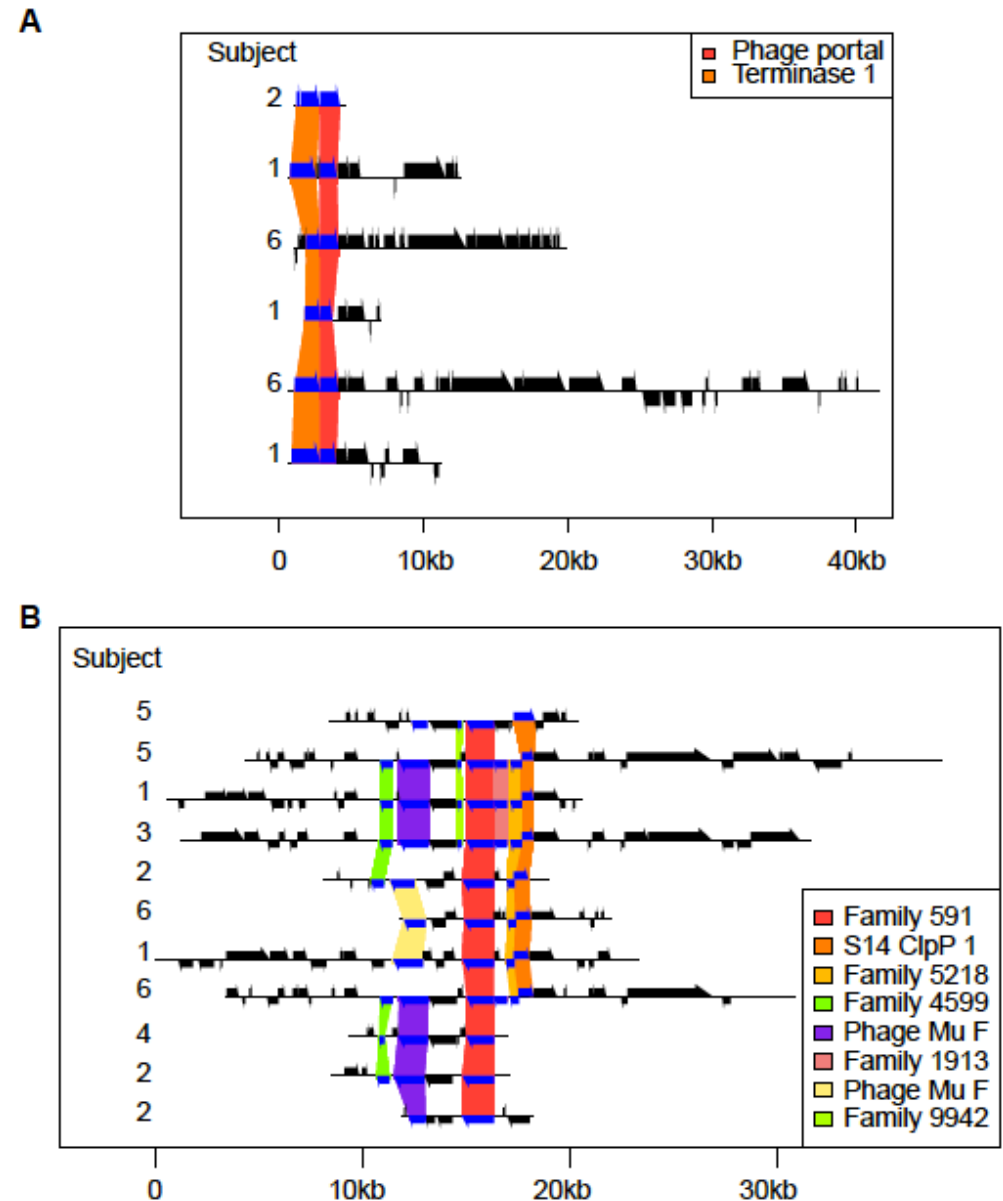 A
Subject
Phage portal
Terminase 1
2
1
6
1
6
1
0 10kb 20kb 30kb 40kb
B
Subject
5
5
1
3
2
6
1
6
4
2
2
Family 591
S14 ClpP 1
Family 5218
Family 4599
Phage Mu F
Family 1913
Phage Mu F
Family 9942
0 10kb 20kb 30kb